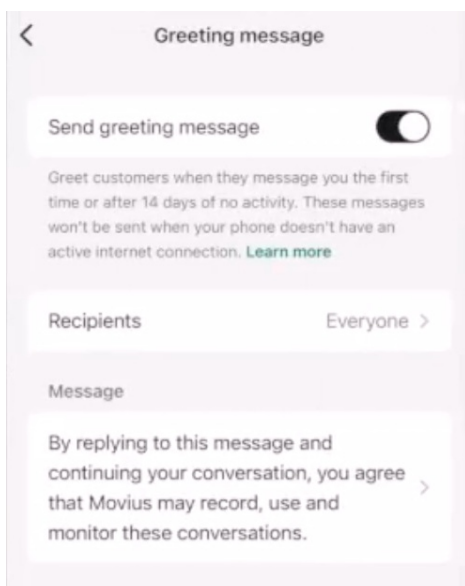 Greeting message
Send greeting message
Greet customers when they message you the first
time or after 14 days of no activity. These messages
won't be sent when your phone doesn't have an
active internet connection. Learn more
Recipients Everyone
Message
By replying to this message and
continuing your conversation, you agree
that Movius may record, use and
monitor these conversations.